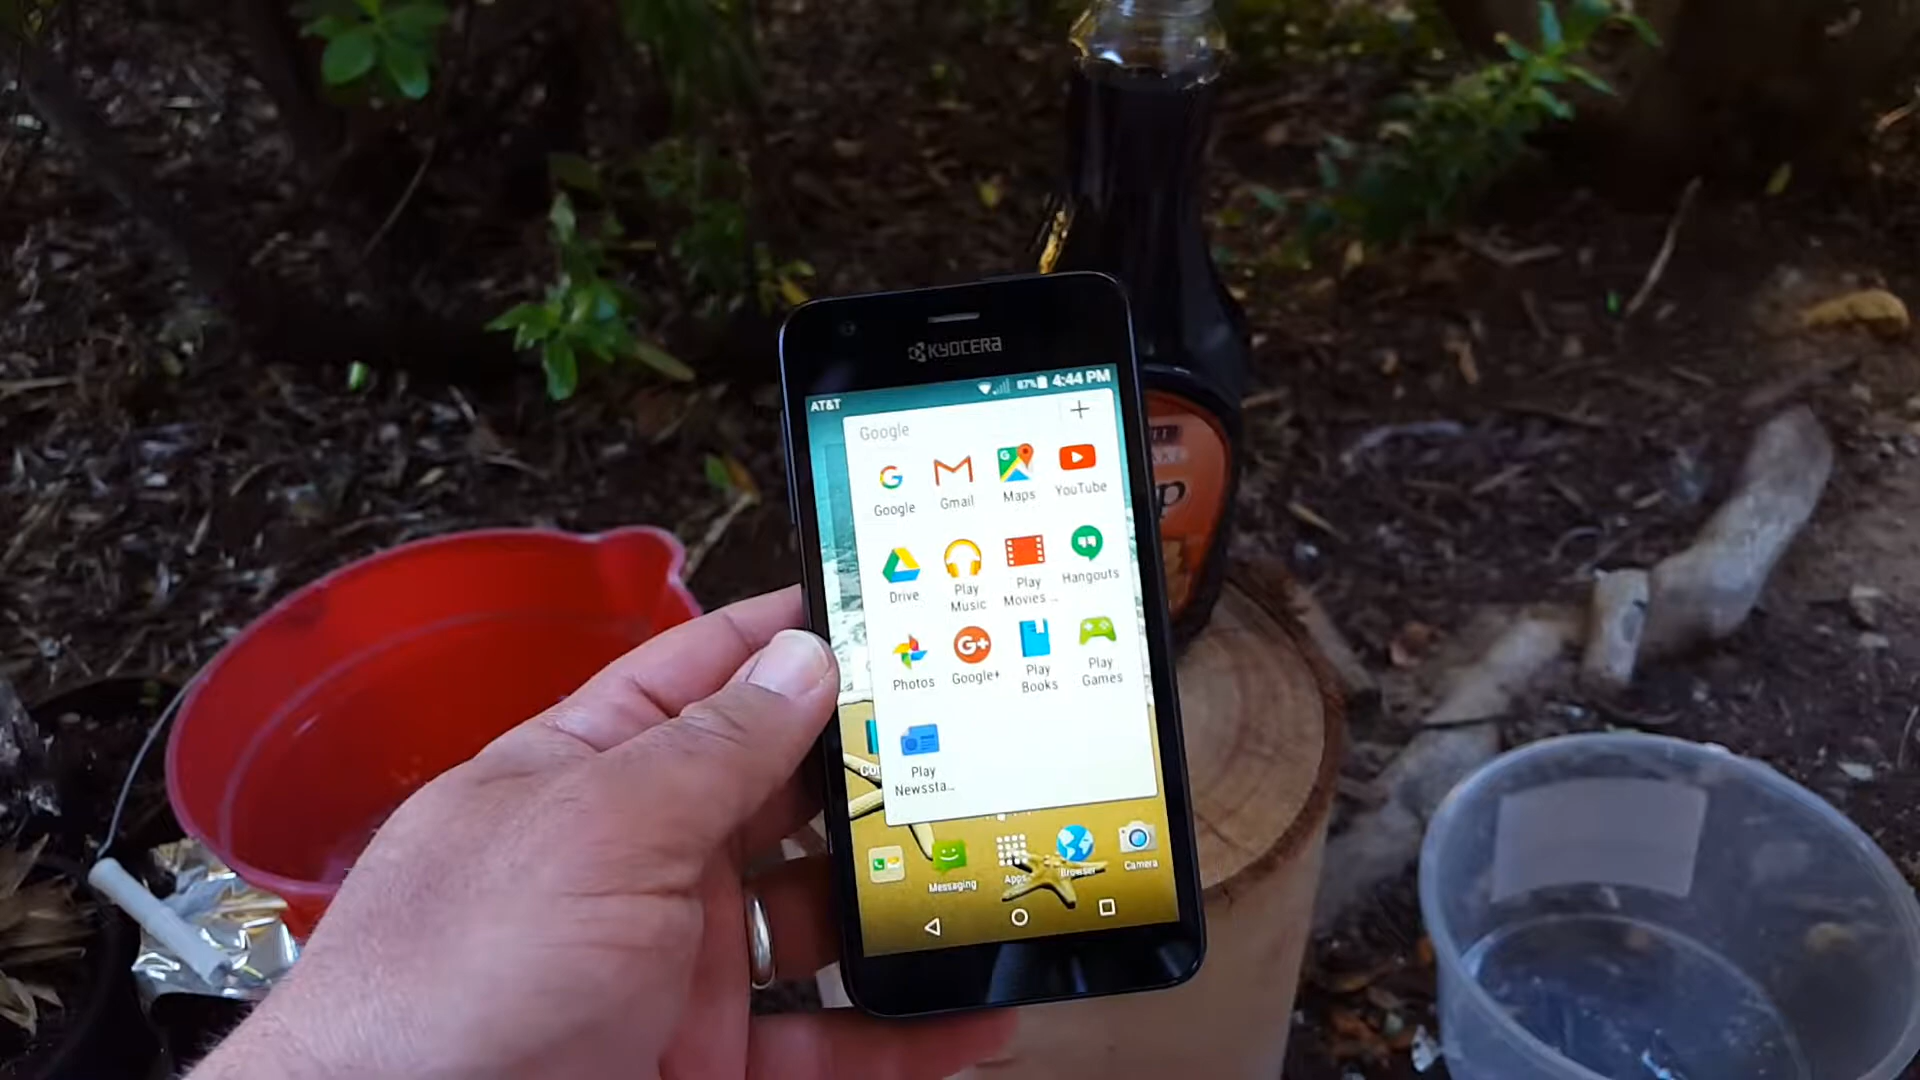 KYOCERA
AT&T 87% 4:44 PM
Google
Google Gmail Maps YouTube
Drive Play Music Play Movies ... Hangouts
Photos Google+ Play Books Play Games
Play Newssta...
Messaging Apps Browser Camera
p